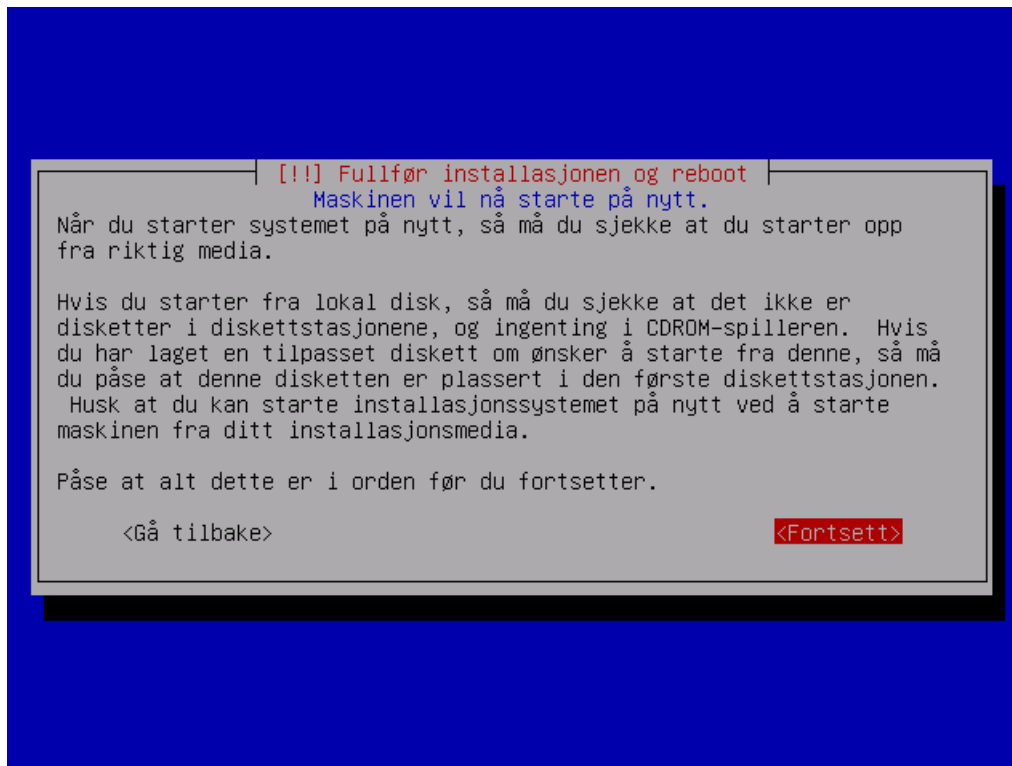 [!!] Fullfør installasjonen og reboot
Maskinen vil nå starte på nytt.
Når du starter systemet på nytt, så må du sjekke at du starter opp
fra riktig media.
Hvis du starter fra lokal disk, så må du sjekke at det ikke er
disketter i diskettstasjonene, og ingenting i CDROM-spilleren.  Hvis
du har laget en tilpasset diskett om ønsker å starte fra denne, så må
du påse at denne disketten er plassert i den første diskettstasjonen.
Husk at du kan starte installasjonssystemet på nytt ved å starte
maskinen fra ditt installasjonsmedia.
Påse at alt dette er i orden før du fortsetter.
<Gå tilbake> <Fortsett>